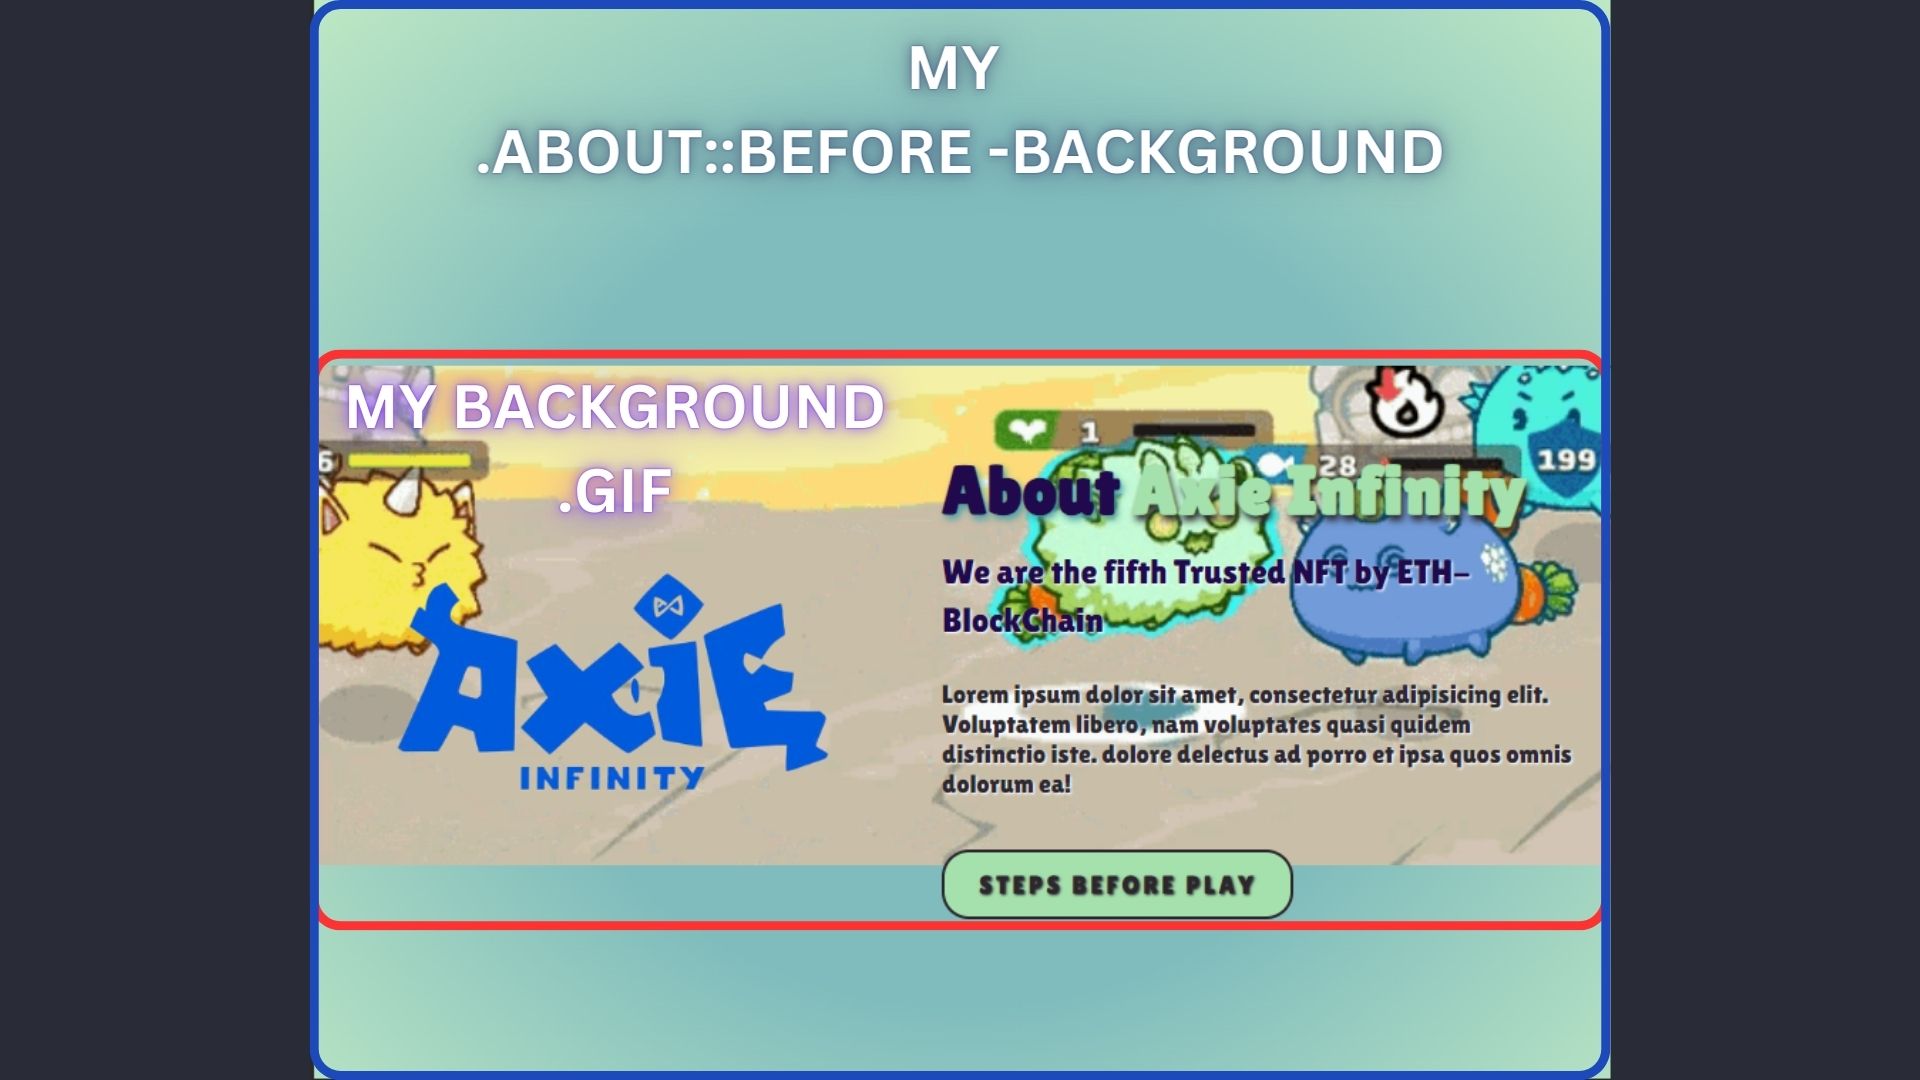 MY
.ABOUT::BEFORE -BACKGROUND
MY BACKGROUND
.GIF
1
6
28
199
About Axie Infinity
We are the fifth Trusted NFT by ETH-
BlockChain
AXIE
INFINITY
Lorem ipsum dolor sit amet, consectetur adipisicing elit.
Voluptatem libero, nam voluptates quasi quidem
distinctio iste. dolore delectus ad porro et ipsa quos omnis
dolorum ea!
STEPS BEFORE PLAY